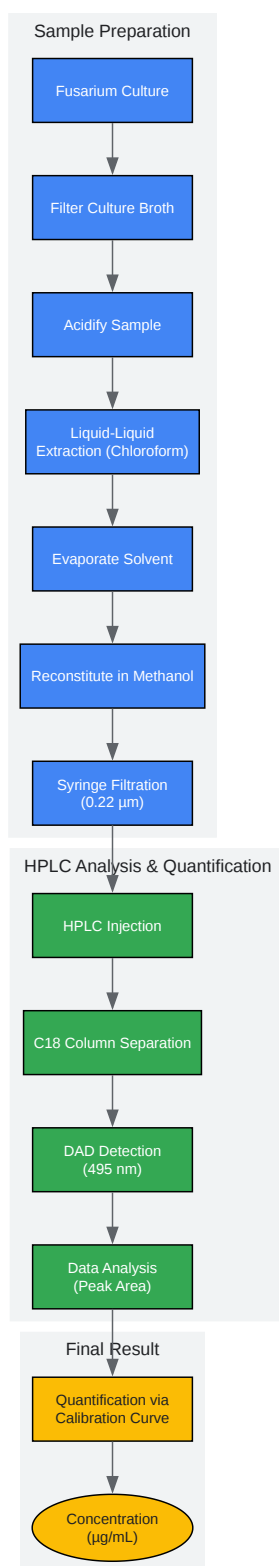 Sample Preparation
Fusarium Culture
Filter Culture Broth
Acidify Sample
Liquid-Liquid
Extraction (Chloroform)
Evaporate Solvent
Reconstitute in Methanol
Syringe Filtration
(0.22 µm)
HPLC Analysis & Quantification
HPLC Injection
C18 Column Separation
DAD Detection
(495 nm)
Data Analysis
(Peak Area)
Final Result
Quantification via
Calibration Curve
Concentration
(µg/mL)